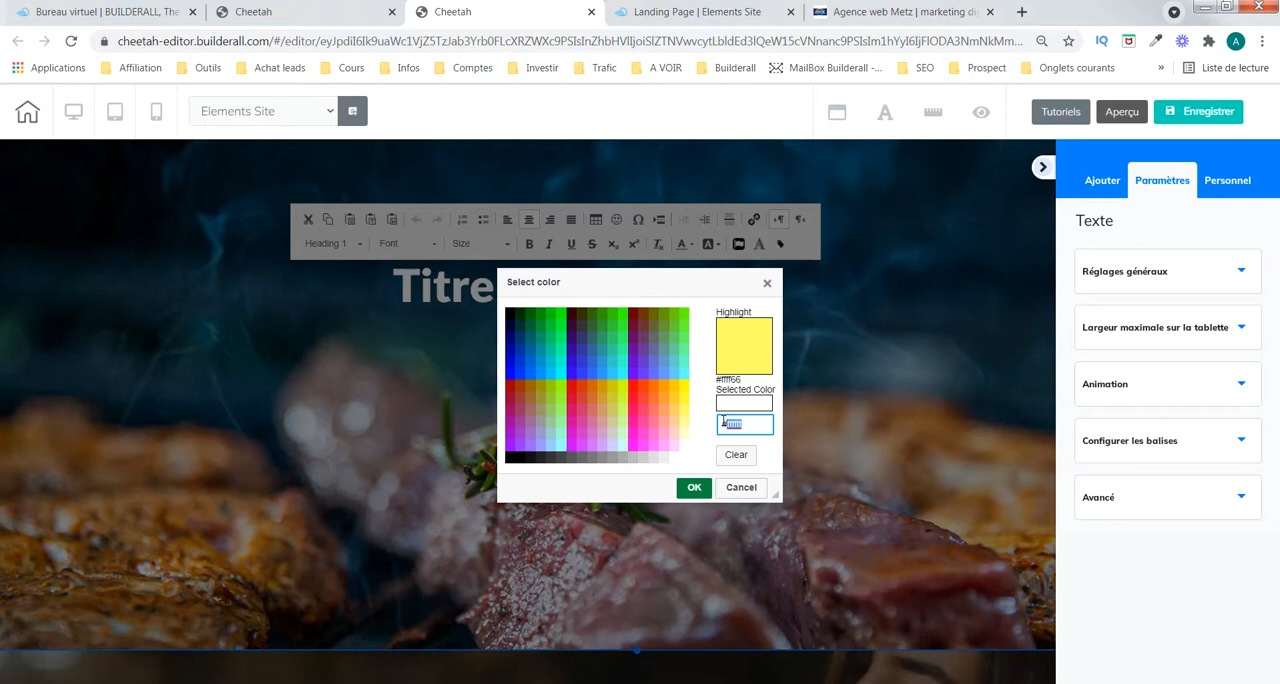 Bureau virtuel | BUILDERALL, The
Cheetah
Cheetah
Landing Page | Elements Site
Agence web Metz | marketing di
cheetah-editor.builderall.com/#/editor/
Applications
Affiliation
Outils
Achat leads
Cours
Infos
Comptes
Investir
Trafic
A VOIR
Builderall
MailBox Builderall -...
SEO
Prospect
Onglets courants
»
Liste de lecture
Elements Site
Tutoriels
Aperçu
Enregistrer
Ajouter
Paramètres
Personnel
Heading 1
Font
Size
Titre
Select color
Highlight
#ffff66
Selected Color
Clear
OK
Cancel
Texte
Réglages généraux
Largeur maximale sur la tablette
Animation
Configurer les balises
Avancé